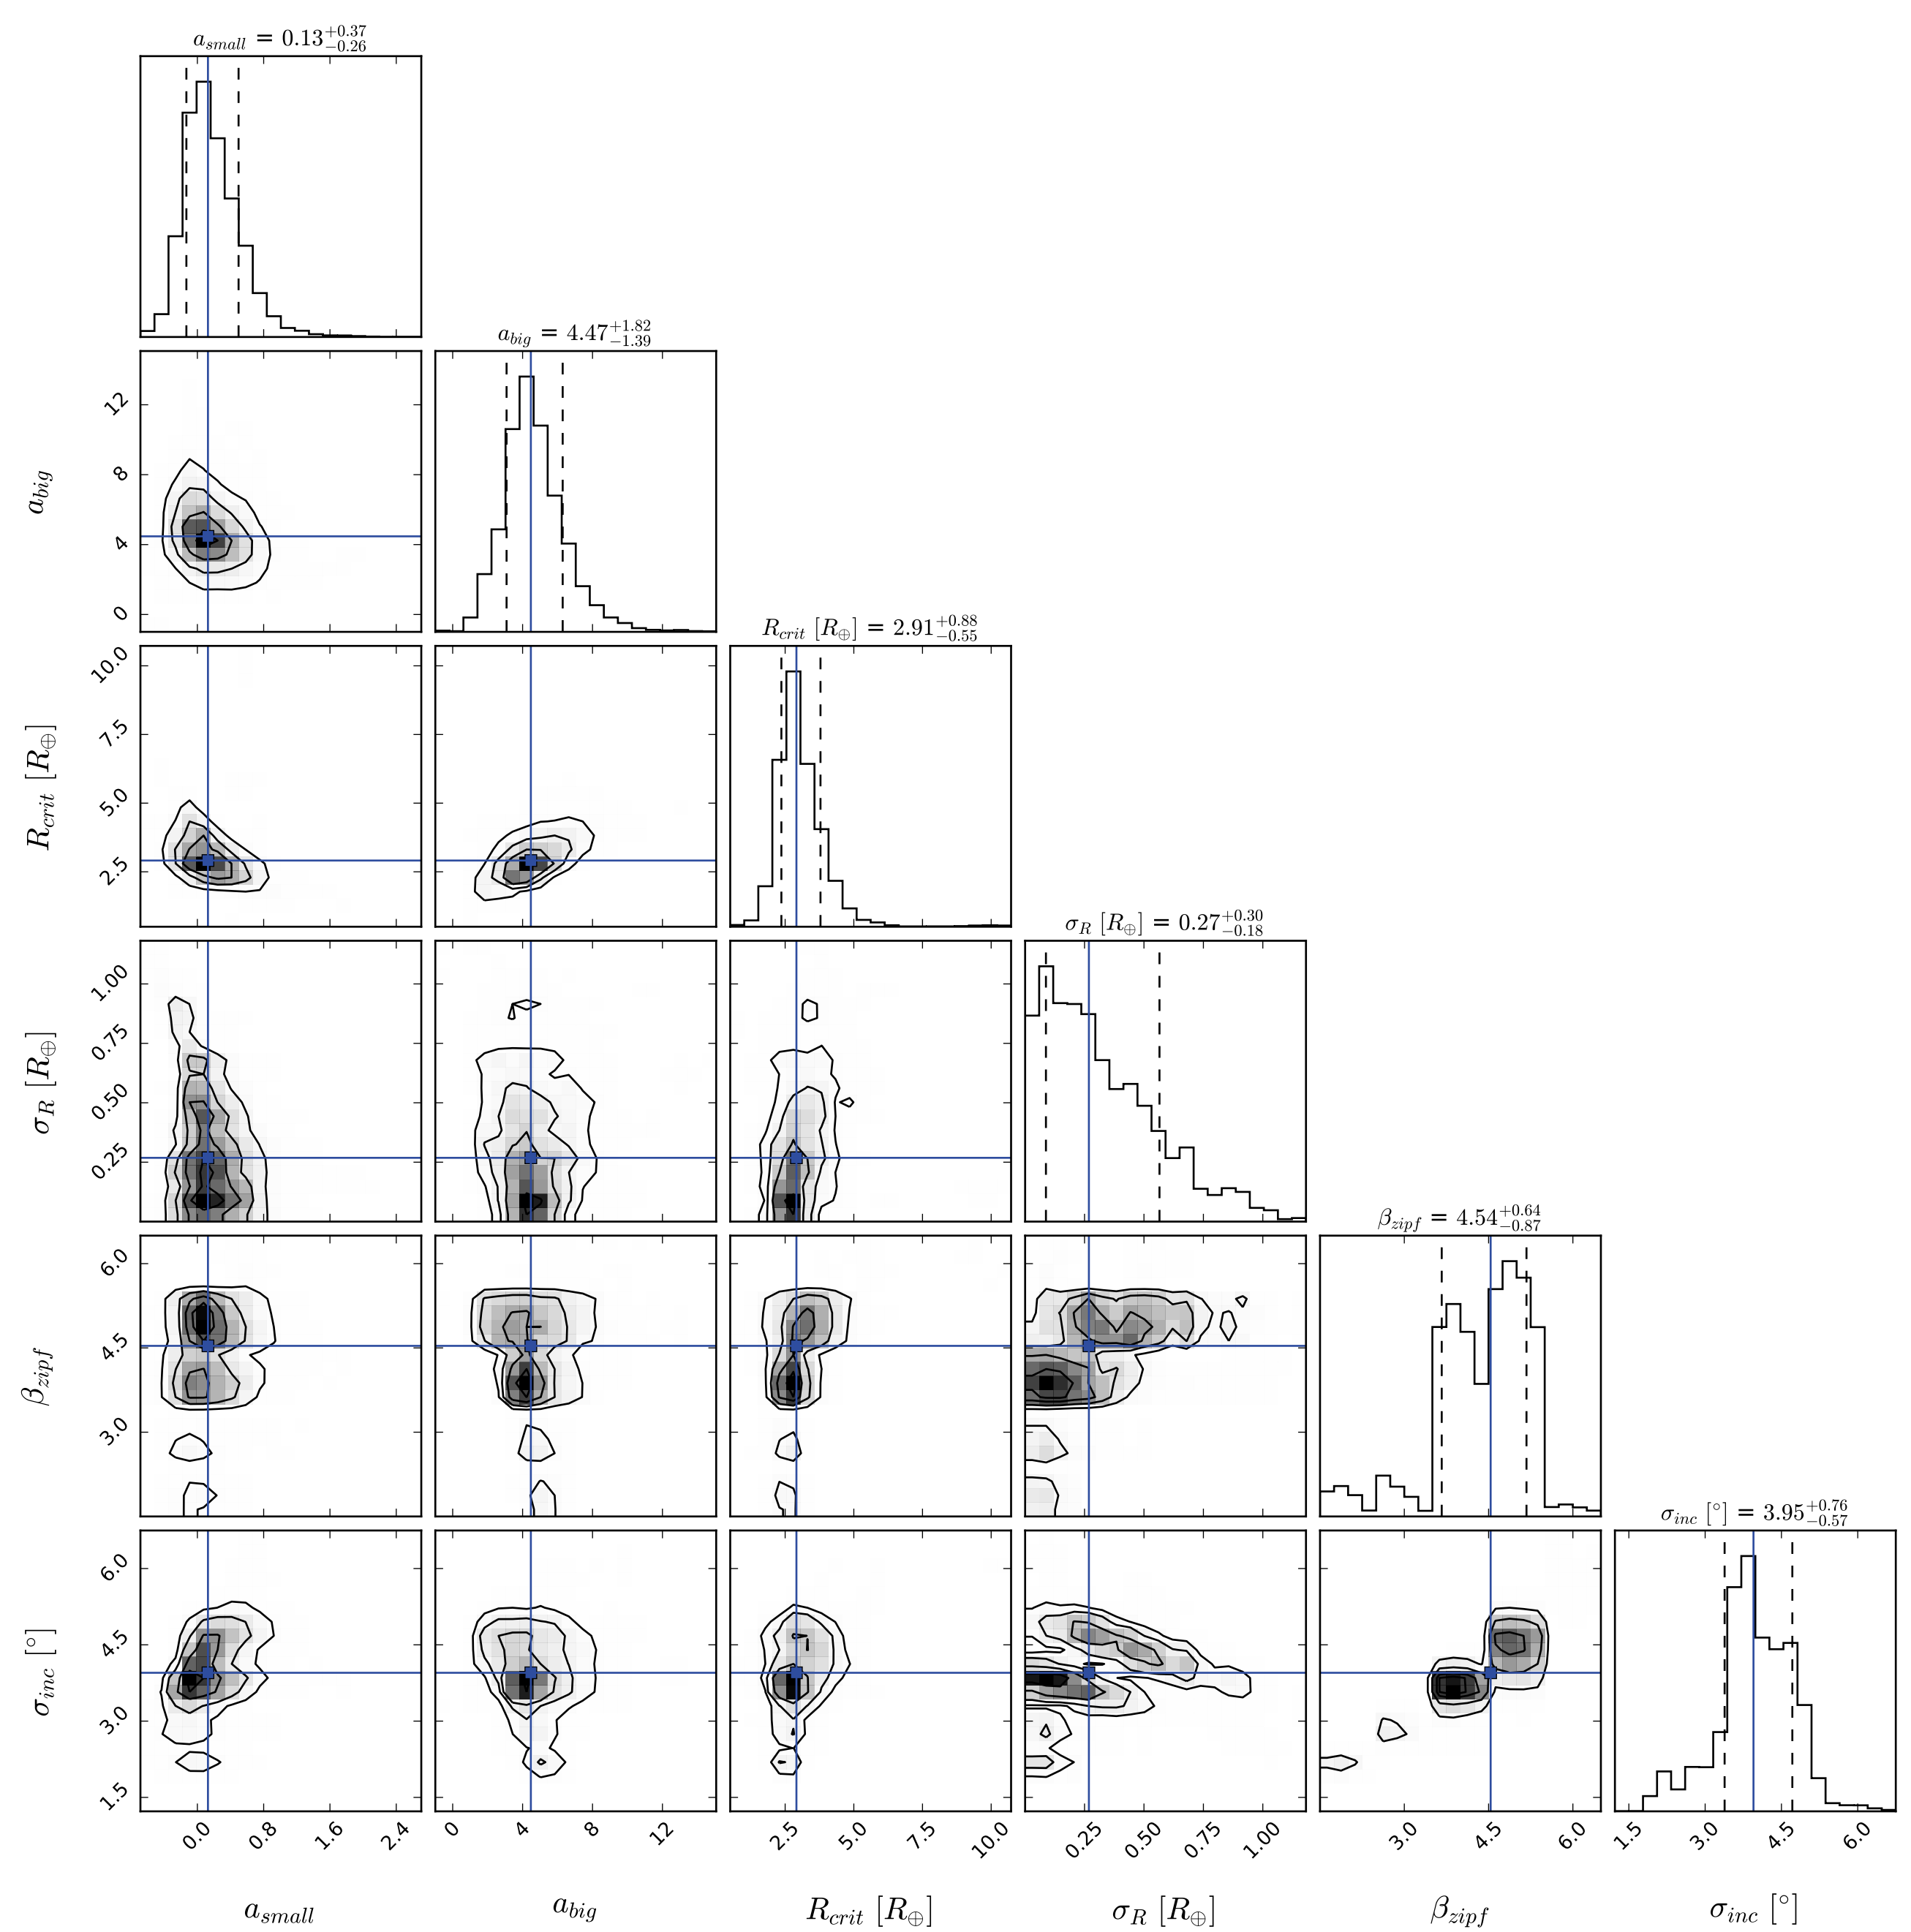 a_small = 0.13 +0.37 −0.26
a_big = 4.47 +1.82 −1.39
12
8
4
0
a_big
R_crit [R⊕] = 2.91 +0.88 −0.55
10.0
7.5
5.0
2.5
R_crit [R⊕]
σ_R [R⊕] = 0.27 +0.30 −0.18
1.00
0.75
0.50
0.25
σ_R [R⊕]
β_zipf = 4.54 +0.64 −0.87
6.0
4.5
3.0
β_zipf
σ_inc [°] = 3.95 +0.76 −0.57
6.0
4.5
3.0
1.5
σ_inc [°]
0.0 0.8 1.6 2.4 0 4 8 12 2.5 5.0 7.5 10.0 0.25 0.50 0.75 1.00 3.0 4.5 6.0 1.5 3.0 4.5 6.0
a_small a_big R_crit [R⊕] σ_R [R⊕] β_zipf σ_inc [°]